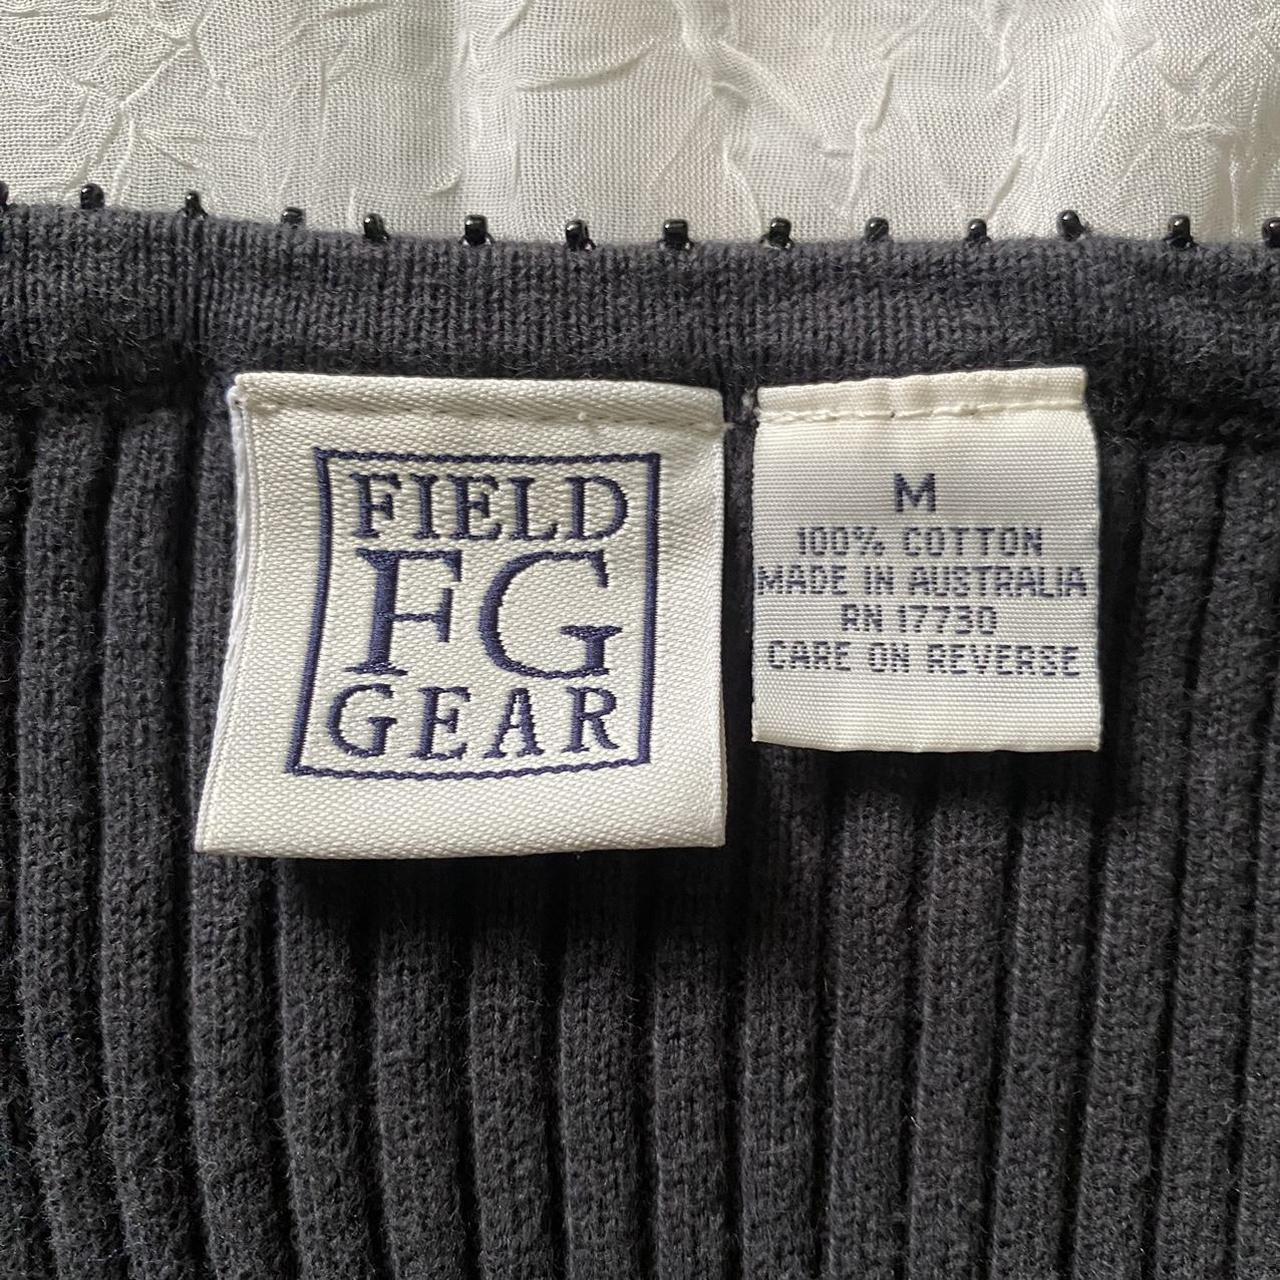 FIELD
FG
GEAR
M
100% COTTON
MADE IN AUSTRALIA
RN 17730
CARE ON REVERSE